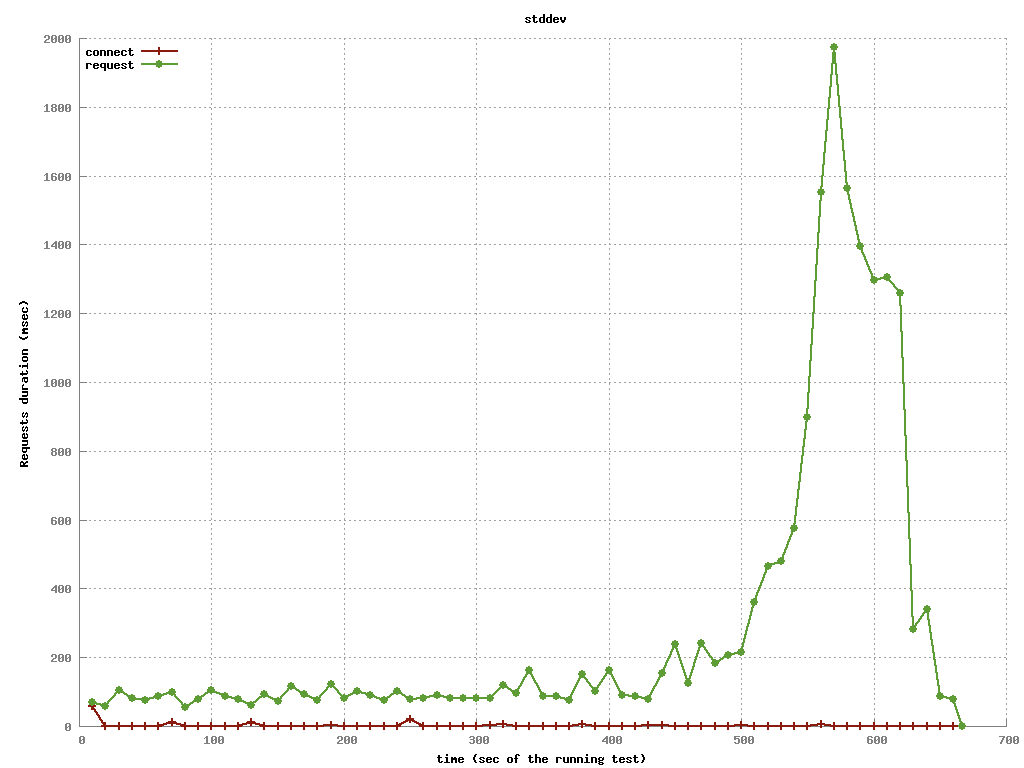 stddev
connect
request
2000
1800
1600
1400
1200
1000
800
600
400
200
0
Requests duration (msec)
0 100 200 300 400 500 600 700
time (sec of the running test)